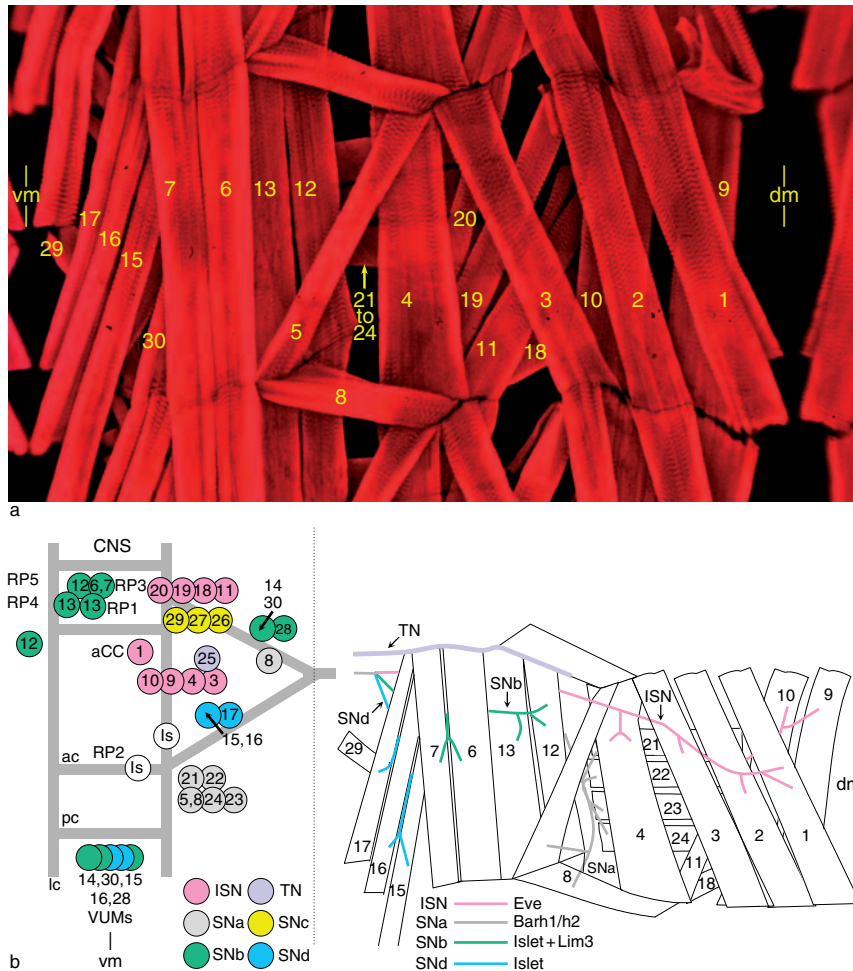 vm
7
6
13
12
9
dm
17
16
15
29
20
21
to
24
4
19
3
10
2
1
30
5
11
18
8
a
CNS
RP5
12 6,7 RP3
20 19 18 11
14
30
RP4
13 13 RP1
29 27 26
28
12
aCC 1
25
8
10 9 4 3
Is
17
15,16
ac
RP2
Is
21 22
5,8 24 23
pc
lc
14,30,15
16,28
VUMs
vm
ISN
TN
SNa
SNc
SNb
SNd
b
TN
SNb
ISN
SNd
10
9
29
7
6
13
12
21
22
23
24
4
3
2
1
dm
17
16
15
8
SNa
11
18
ISN Eve
SNa Barh1/h2
SNb Islet+Lim3
SNd Islet